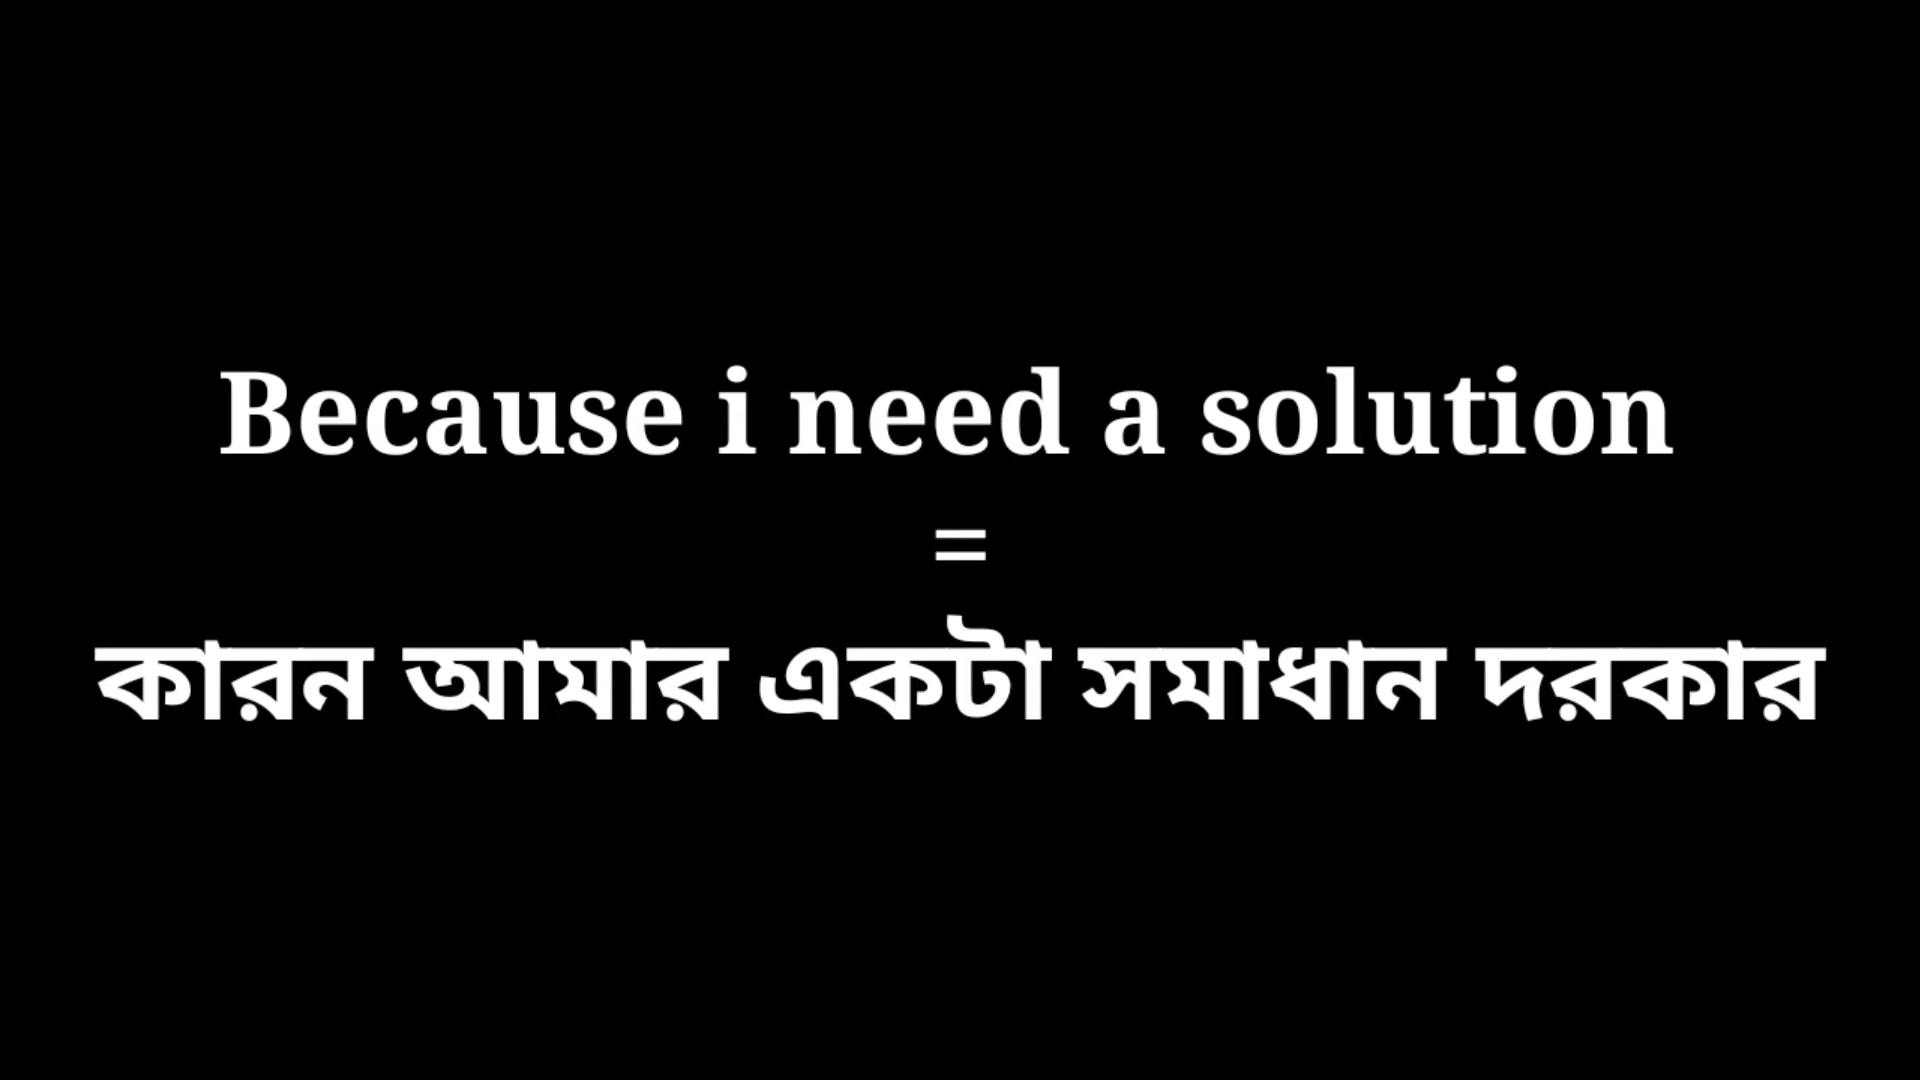 Because i need a solution
=
কারন আমার একটা সমাধান দরকার